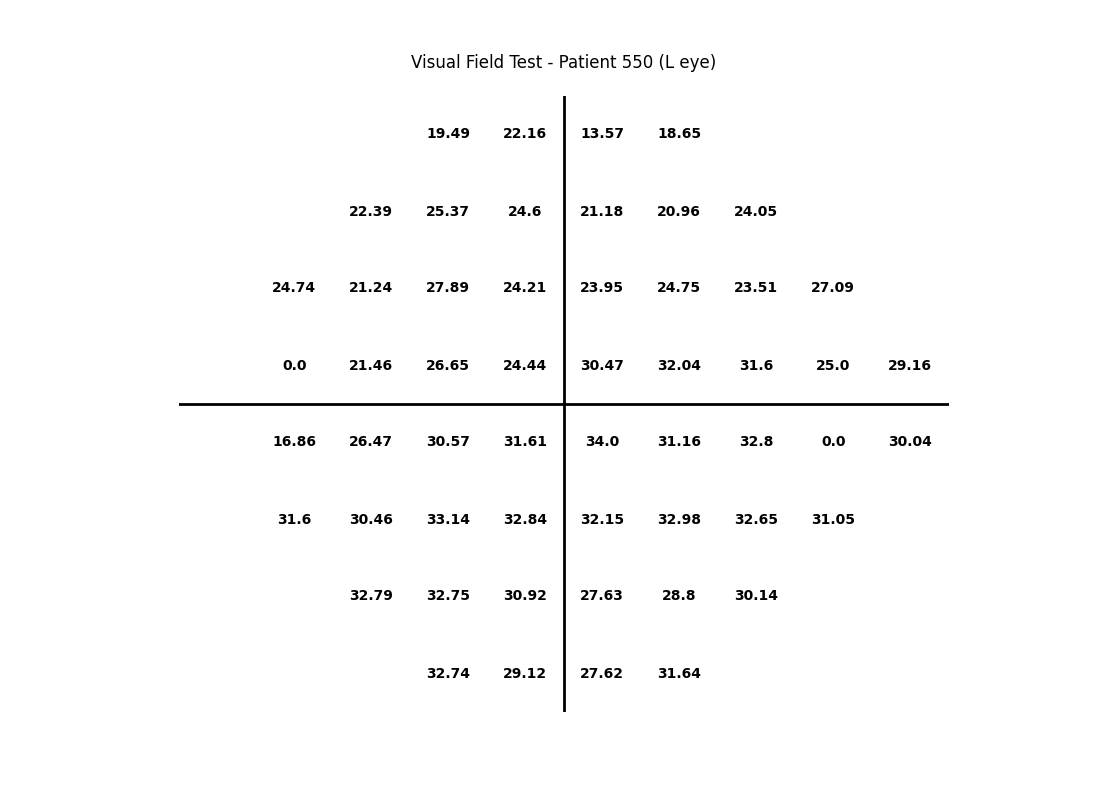 Visual Field Test - Patient 550 (L eye)
19.49 22.16 13.57 18.65
22.39 25.37 24.6 21.18 20.96 24.05
24.74 21.24 27.89 24.21 23.95 24.75 23.51 27.09
0.0 21.46 26.65 24.44 30.47 32.04 31.6 25.0 29.16
16.86 26.47 30.57 31.61 34.0 31.16 32.8 0.0 30.04
31.6 30.46 33.14 32.84 32.15 32.98 32.65 31.05
32.79 32.75 30.92 27.63 28.8 30.14
32.74 29.12 27.62 31.64